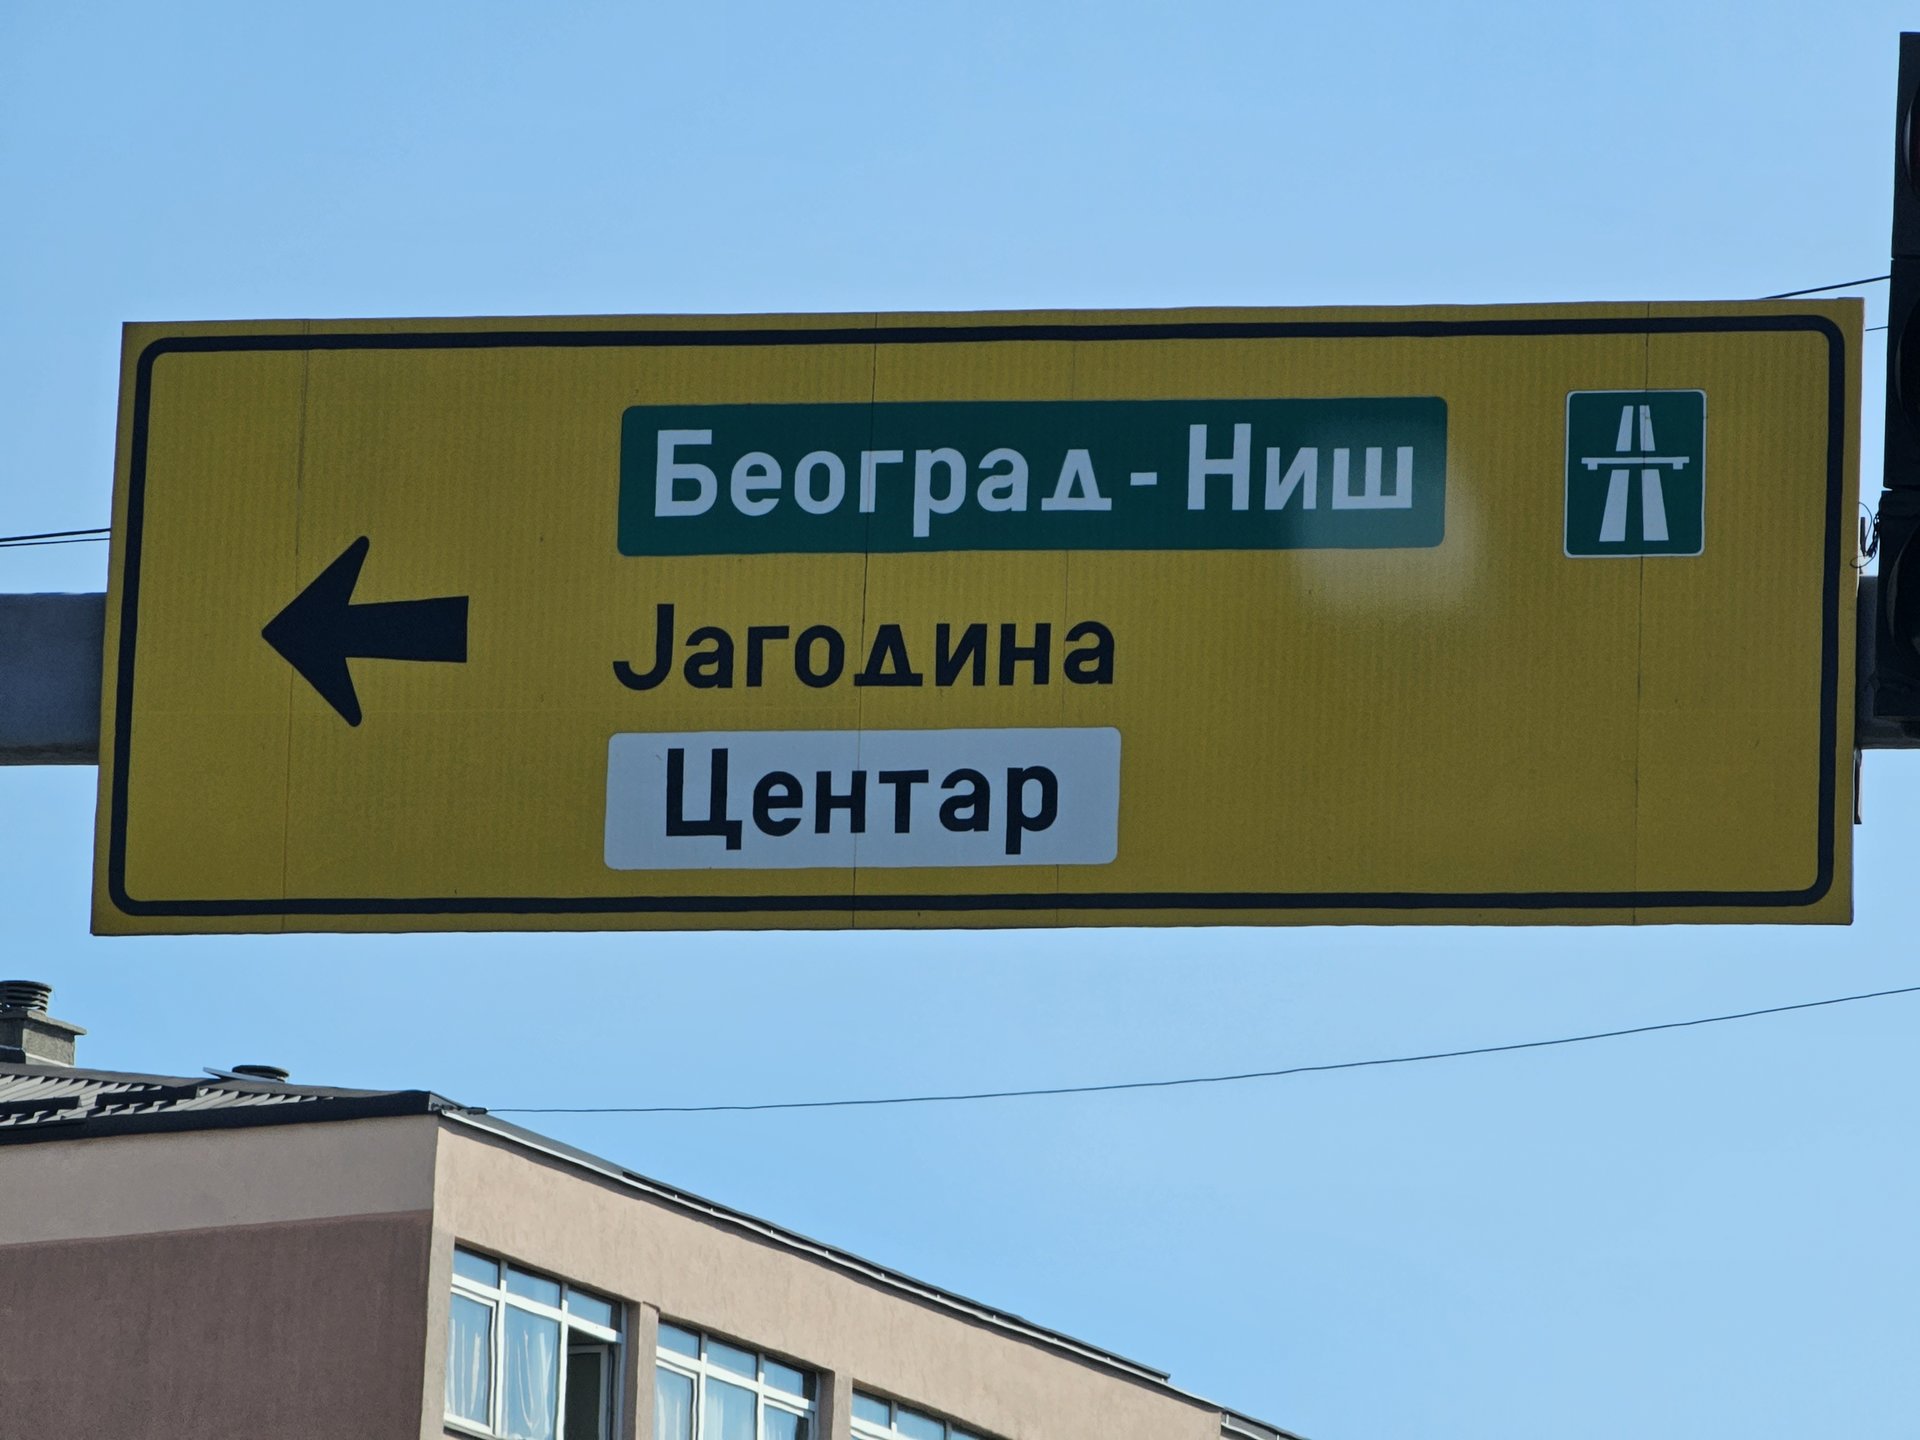 Београд - Ниш
Јагодина
Центар